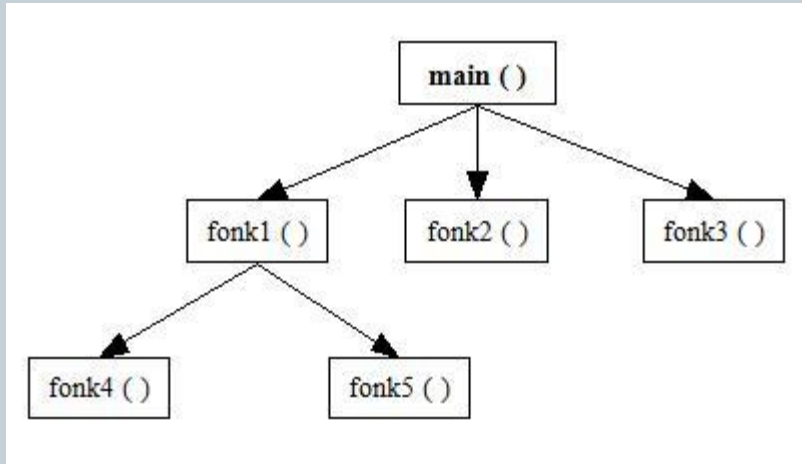 main ( )
fonk1 ( )
fonk2 ( )
fonk3 ( )
fonk4 ( )
fonk5 ( )